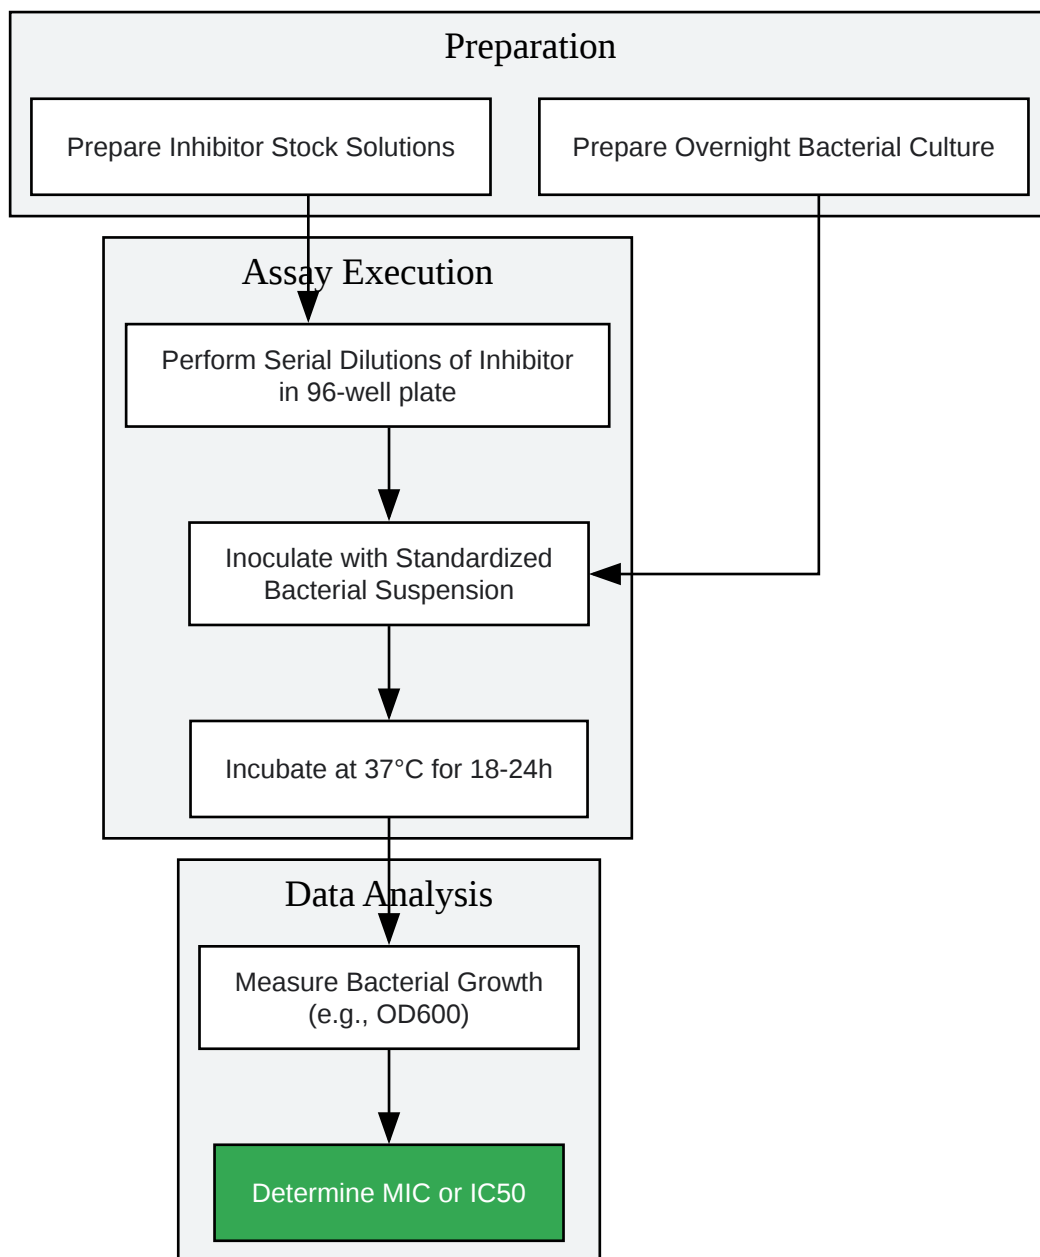 Preparation
Prepare Inhibitor Stock Solutions
Prepare Overnight Bacterial Culture
Assay Execution
Perform Serial Dilutions of Inhibitor
in 96-well plate
Inoculate with Standardized
Bacterial Suspension
Incubate at 37°C for 18-24h
Data Analysis
Measure Bacterial Growth
(e.g., OD600)
Determine MIC or IC50